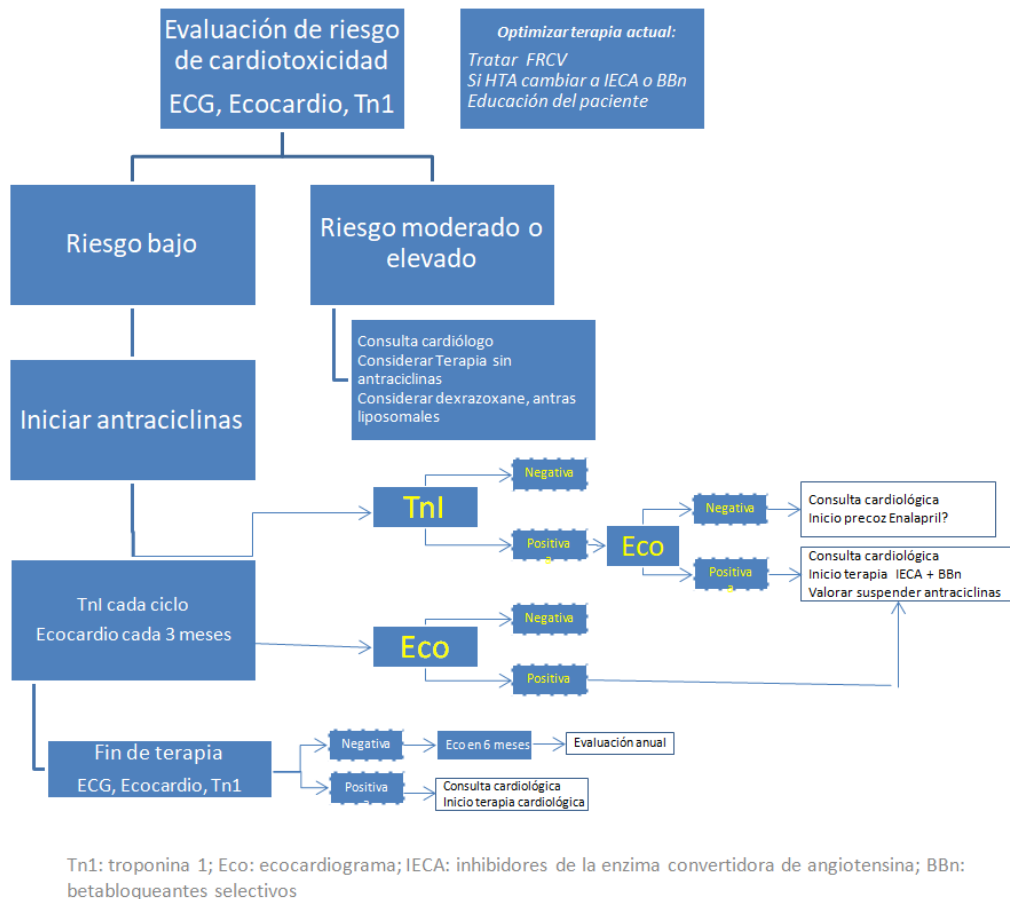 Evaluación de riesgo
de cardiotoxicidad
ECG, Ecocardio, Tn1
Optimizar terapia actual:
Tratar FRCV
Si HTA cambiar a IECA o BBn
Educación del paciente
Riesgo bajo
Riesgo moderado o
elevado
Consulta cardiólogo
Considerar Terapia sin
antraciclinas
Considerar dexrazoxane, antras
liposomales
Iniciar antraciclinas
TnI
Negativa
Positiva
Eco
Negativa
Consulta cardiológica
Inicio precoz Enalapril?
Positiva
Consulta cardiológica
Inicio terapia IECA + BBn
Valorar suspender antraciclinas
TnI cada ciclo
Ecocardio cada 3 meses
Eco
Negativa
Positiva
Fin de terapia
ECG, Ecocardio, Tn1
Negativa
Eco en 6 meses
Evaluación anual
Positiva
Consulta cardiológica
Inicio terapia cardiológica
Tn1: troponina 1; Eco: ecocardiograma; IECA: inhibidores de la enzima convertidora de angiotensina; BBn:
betabloqueantes selectivos